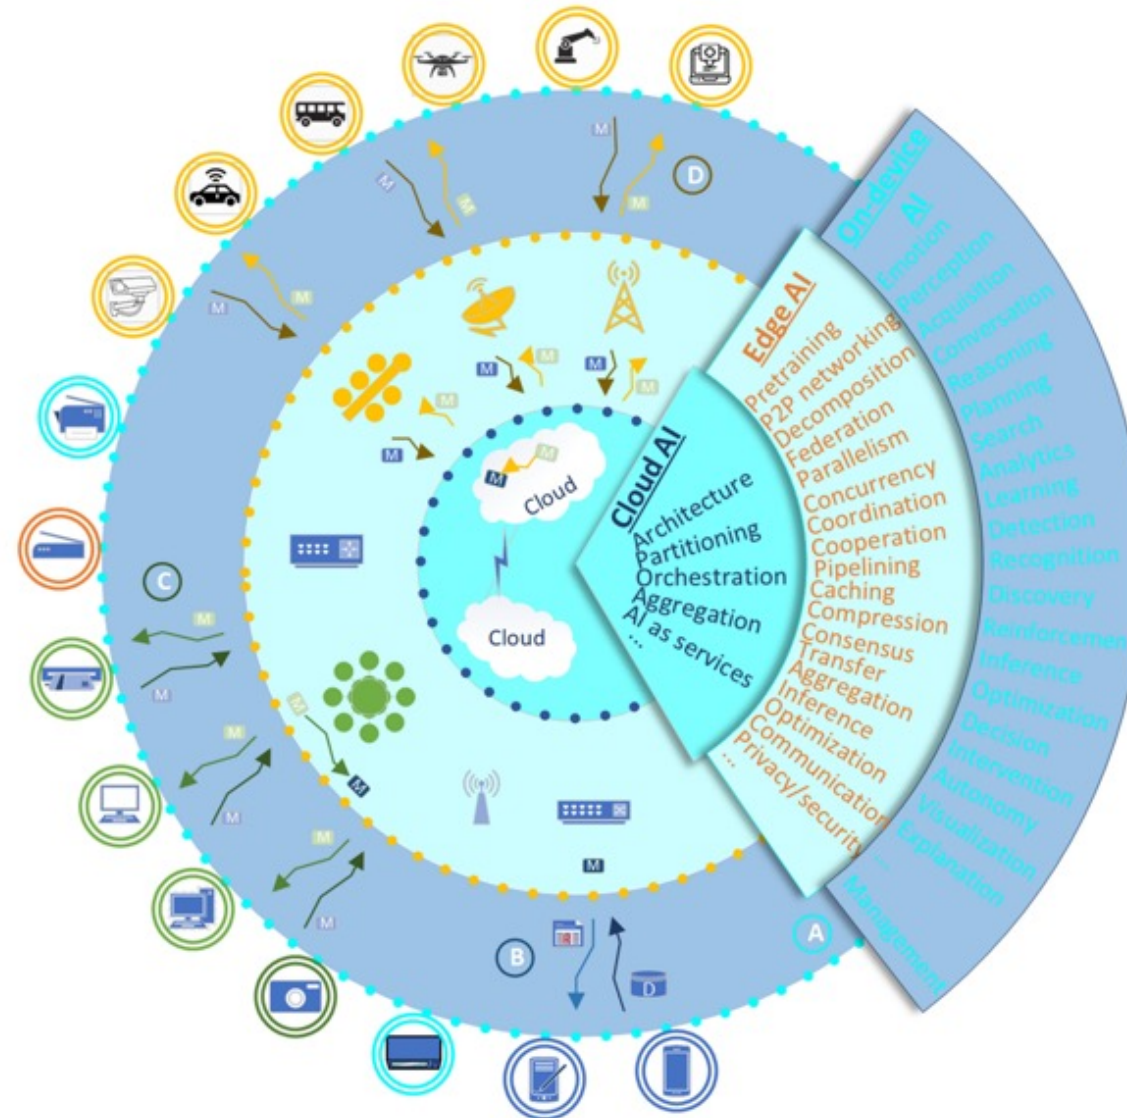 On-device
AI
Emotion
Perception
Acquisition
Conversation
Reasoning
Planning
Search
Analytics
Learning
Detection
Recognition
Discovery
Reinforcemen
Inference
Optimization
Decision
Intervention
Autonomy
Visualization
Explanation
...
Management
Edge AI
Pretraining
P2P networking
Decomposition
Federation
Parallelism
Concurrency
Coordination
Cooperation
Pipelining
Caching
Compression
Consensus
Transfer
Aggregation
Inference
Optimization
Communication
Privacy/security
...
Cloud AI
Architecture
Partitioning
Orchestration
Aggregation
AI as services
...
M
M
D
M
M
M
M
M
M
M
M
M
M
M
M
Cloud
Cloud
C
M
M
M
M
M
M
M
M
M
M
A
B
R
D